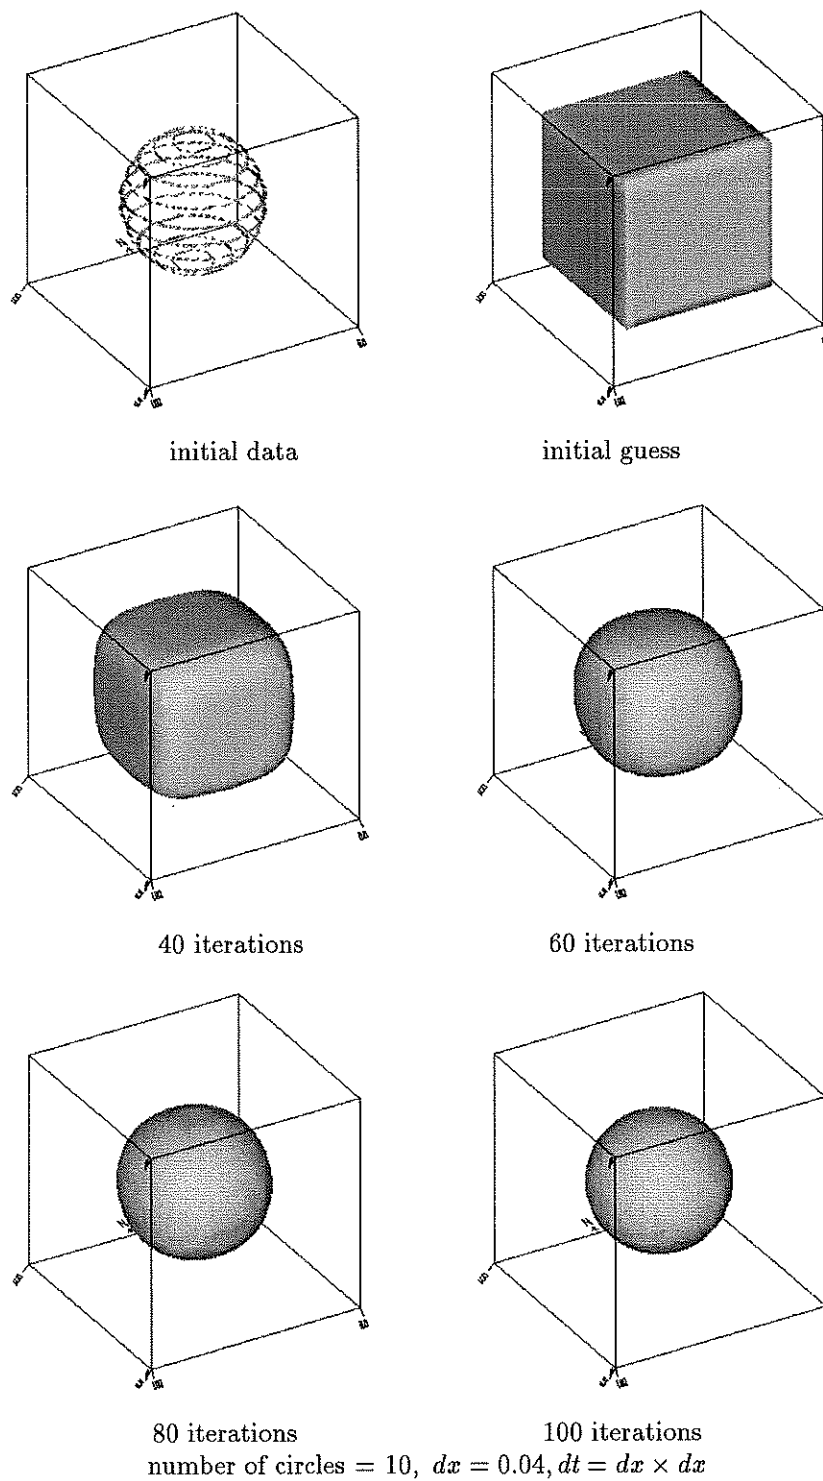 initial data
initial guess
40 iterations
60 iterations
80 iterations
100 iterations
number of circles = 10, dx = 0.04, dt = dx × dx